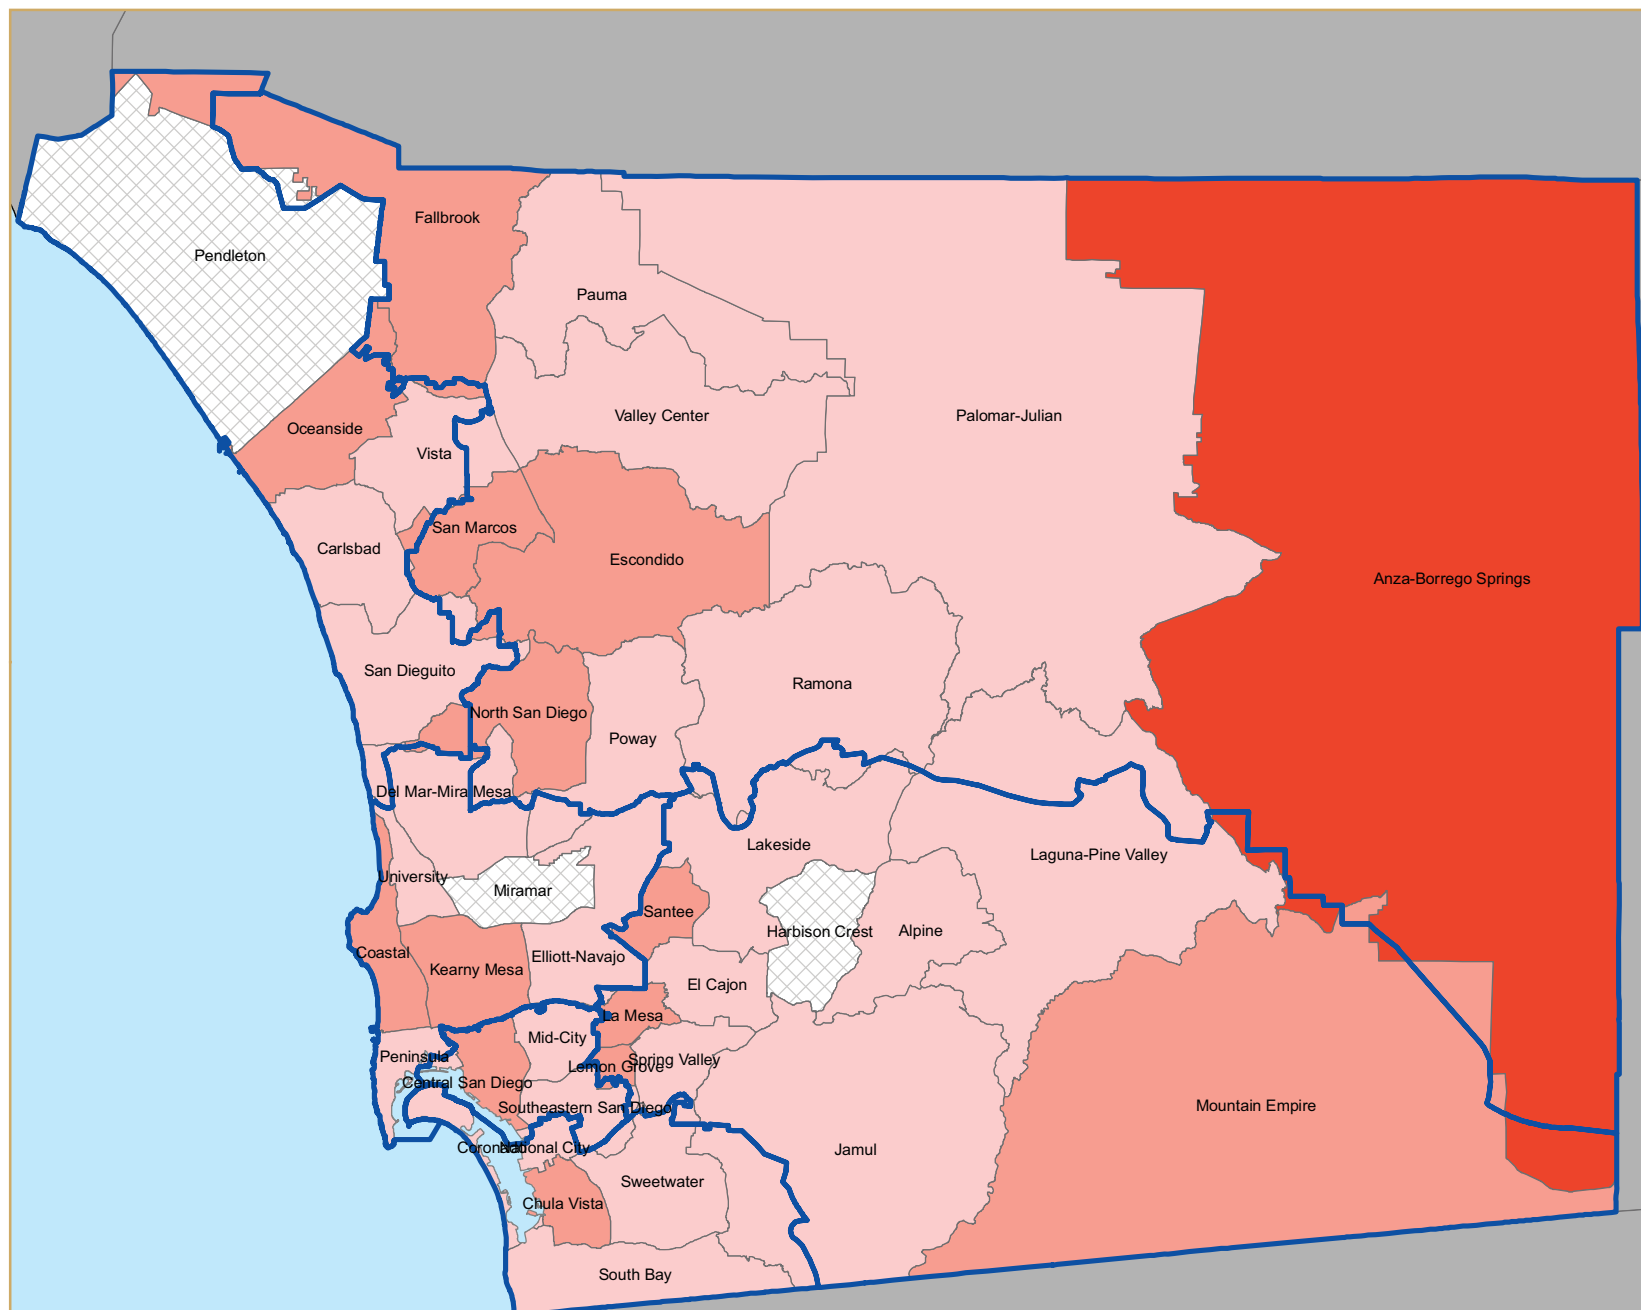 Fallbrook
Pendleton
Pauma
Valley Center
Palomar-Julian
Oceanside
Vista
San Marcos
Carlsbad
Escondido
Anza-Borrego Springs
San Dieguito
Ramona
North San Diego
Poway
Del Mar-Mira Mesa
Lakeside
Laguna-Pine Valley
University
Miramar
Santee
Harbison Crest
Alpine
Coastal
Elliott-Navajo
Kearny Mesa
El Cajon
La Mesa
Mid-City
Peninsula
Spring Valley
Lemon Grove
Central San Diego
Southeastern San Diego
Mountain Empire
Coronado
National City
Jamul
Sweetwater
Chula Vista
South Bay